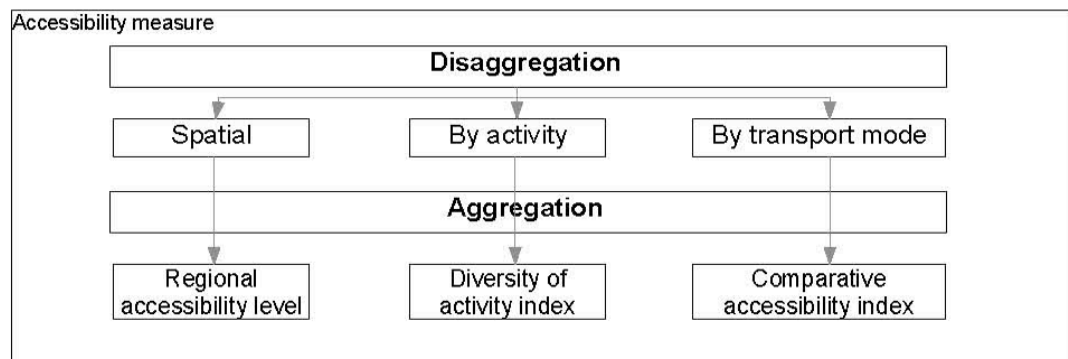 Accessibility measure
Disaggregation
Spatial
By activity
By transport mode
Aggregation
Regional
accessibility level
Diversity of
activity index
Comparative
accessibility index